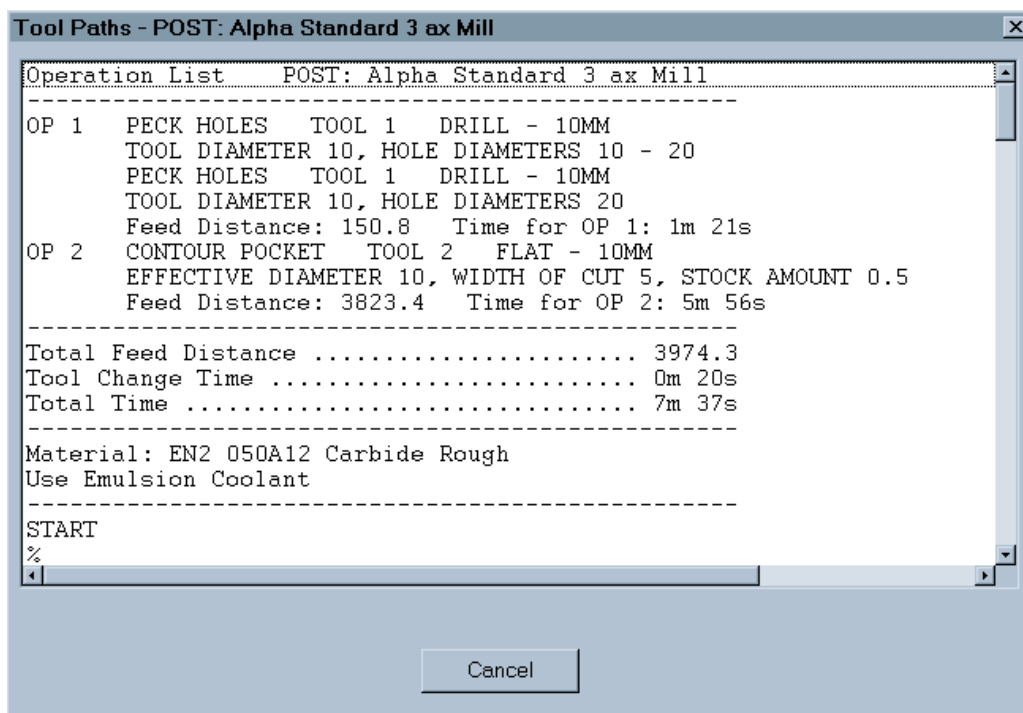 Tool Paths - POST: Alpha Standard 3 ax Mill
Operation List POST: Alpha Standard 3 ax Mill
--------------------------------------------------
OP 1 PECK HOLES TOOL 1 DRILL - 10MM
TOOL DIAMETER 10, HOLE DIAMETERS 10 - 20
PECK HOLES TOOL 1 DRILL - 10MM
TOOL DIAMETER 10, HOLE DIAMETERS 20
Feed Distance: 150.8 Time for OP 1: 1m 21s
OP 2 CONTOUR POCKET TOOL 2 FLAT - 10MM
EFFECTIVE DIAMETER 10, WIDTH OF CUT 5, STOCK AMOUNT 0.5
Feed Distance: 3823.4 Time for OP 2: 5m 56s
--------------------------------------------------
Total Feed Distance ....................... 3974.3
Tool Change Time .......................... 0m 20s
Total Time ................................ 7m 37s
--------------------------------------------------
Material: EN2 050A12 Carbide Rough
Use Emulsion Coolant
--------------------------------------------------
START
%
Cancel